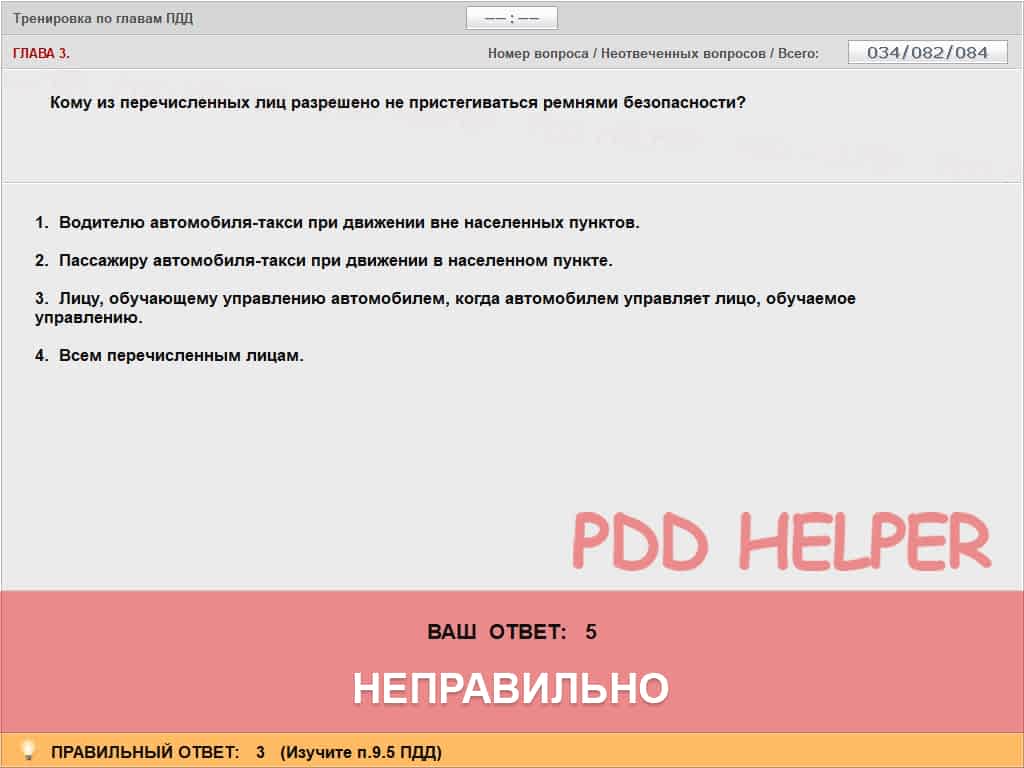 Тренировка по главам ПДД
—— : ——
ГЛАВА 3.
Номер вопроса / Неотвеченных вопросов / Всего:
034/082/084
Кому из перечисленных лиц разрешено не пристегиваться ремнями безопасности?
1. Водителю автомобиля-такси при движении вне населенных пунктов.
2. Пассажиру автомобиля-такси при движении в населенном пункте.
3. Лицу, обучающему управлению автомобилем, когда автомобилем управляет лицо, обучаемое
управлению.
4. Всем перечисленным лицам.
PDD HELPER
ВАШ ОТВЕТ: 5
НЕПРАВИЛЬНО
ПРАВИЛЬНЫЙ ОТВЕТ: 3 (Изучите п.9.5 ПДД)